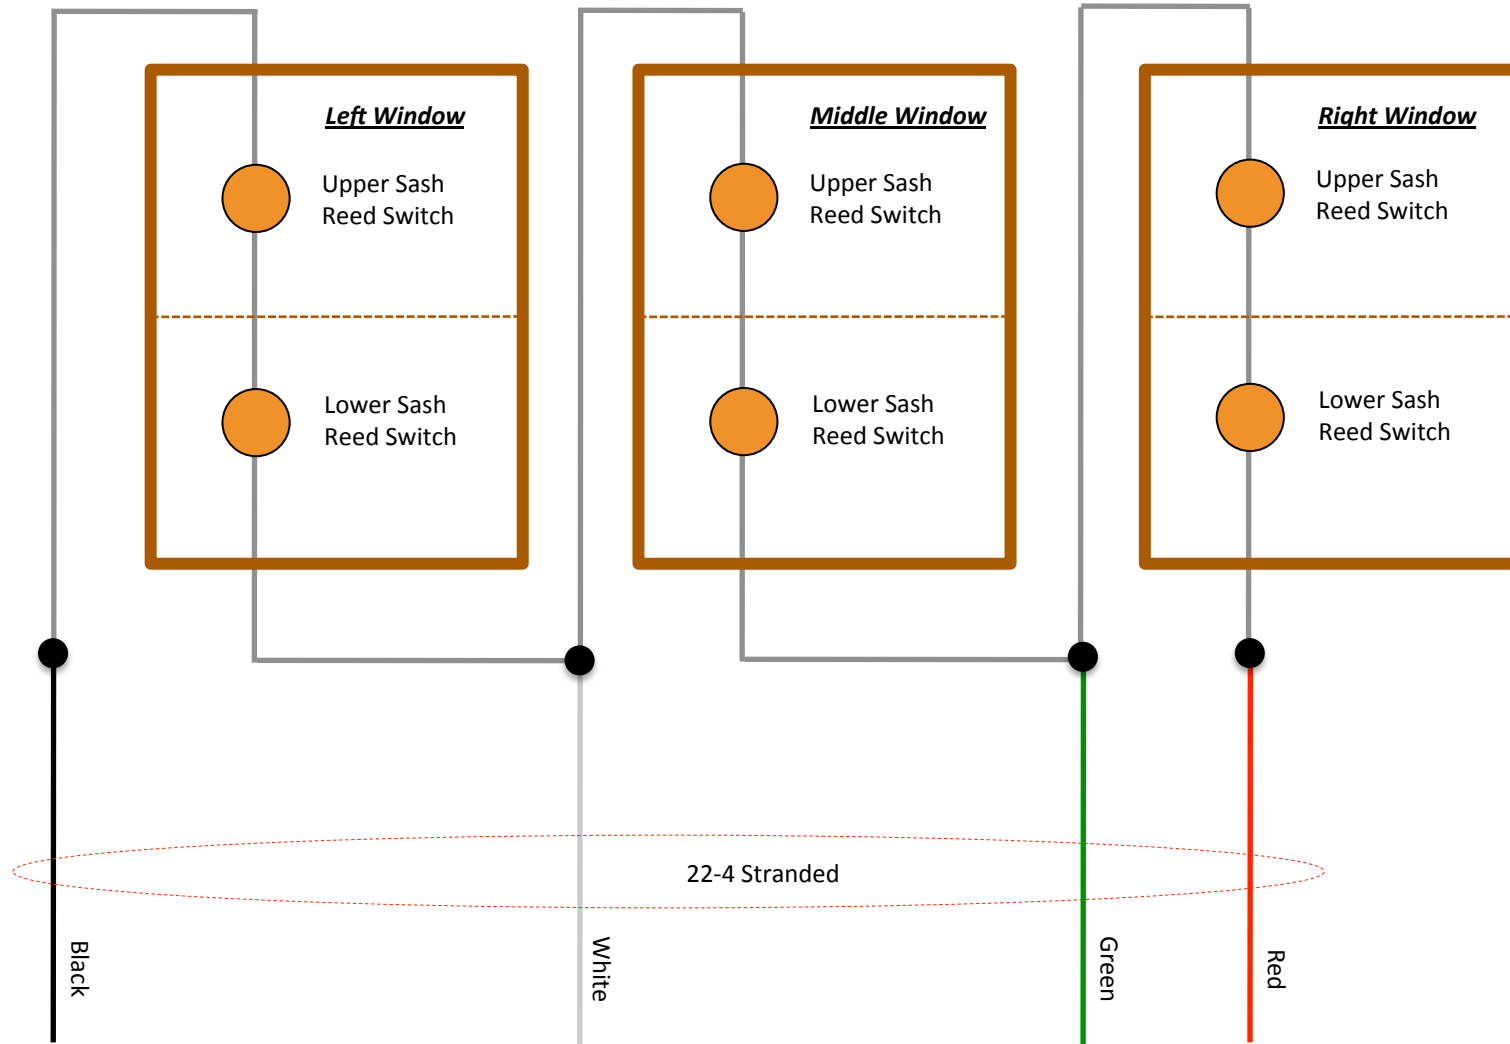 Left Window
Upper Sash
Reed Switch
Lower Sash
Reed Switch
Middle Window
Upper Sash
Reed Switch
Lower Sash
Reed Switch
Right Window
Upper Sash
Reed Switch
Lower Sash
Reed Switch
22-4 Stranded
Black
White
Green
Red